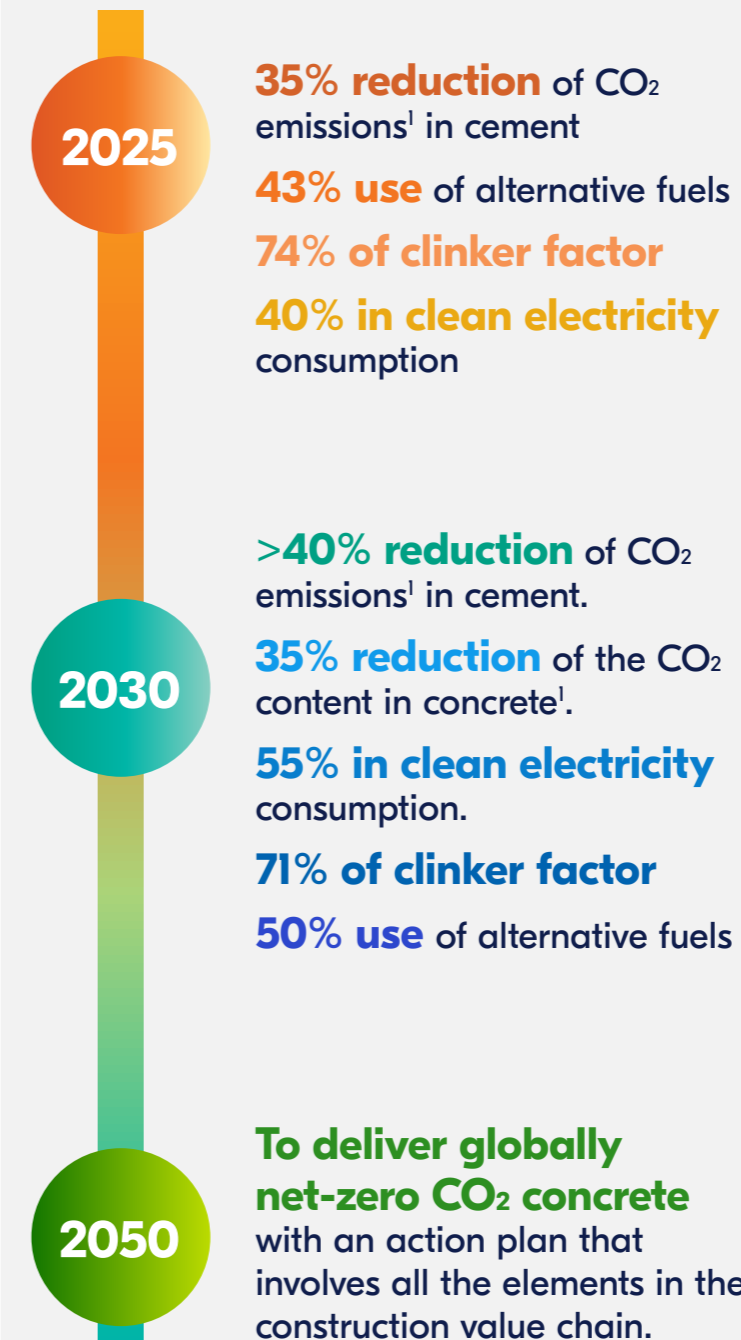 2025
35% reduction of CO₂
emissions¹ in cement
43% use of alternative fuels
74% of clinker factor
40% in clean electricity
consumption
2030
>40% reduction of CO₂
emissions¹ in cement.
35% reduction of the CO₂
content in concrete¹.
55% in clean electricity
consumption.
71% of clinker factor
50% use of alternative fuels
2050
To deliver globally
net-zero CO₂ concrete
with an action plan that
involves all the elements in the
construction value chain.